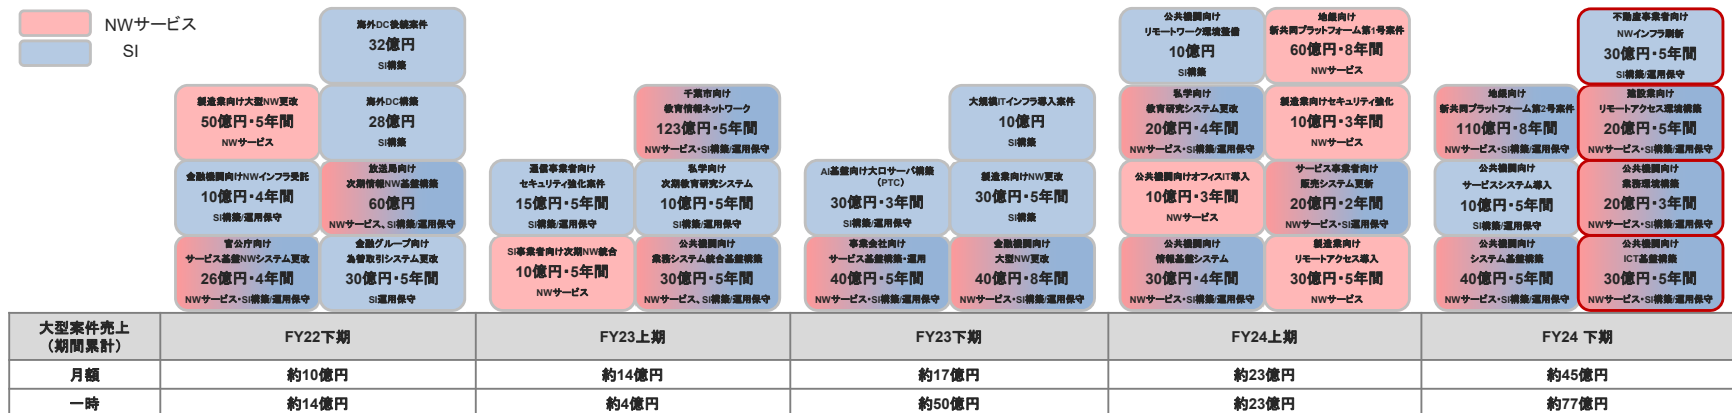 NWサービス
SI
海外DC後続案件
32億円
SI構築
製造業向け大型NW更改
50億円・5年間
NWサービス
海外DC構築
28億円
SI構築
金融機関向けNWインフラ受託
10億円・4年間
SI構築/運用保守
放送局向け
次期情報NW基盤構築
60億円
NWサービス、SI構築/運用保守
官公庁向け
サービス基盤NWシステム更改
26億円・4年間
NWサービス・SI構築/運用保守
金融グループ向け
為替取引システム更改
30億円・5年間
SI運用保守
千葉市向け
教育情報ネットワーク
123億円・5年間
NWサービス・SI構築/運用保守
通信事業者向け
セキュリティ強化案件
15億円・5年間
SI構築/運用保守
私学向け
次期教育研究システム
10億円・5年間
SI構築/運用保守
SI事業者向け次期NW統合
10億円・5年間
NWサービス
公共機関向け
業務システム統合基盤構築
30億円・5年間
NWサービス、SI構築/運用保守
大規模ITインフラ導入案件
10億円
SI構築
AI基盤向け大口サーバ構築
（PTC）
30億円・3年間
SI構築/運用保守
製造業向けNW更改
30億円・5年間
SI構築
事業会社向け
サービス基盤構築・運用
40億円・5年間
NWサービス・SI構築/運用保守
金融機関向け
大型NW更改
40億円・8年間
NWサービス・SI構築/運用保守
公共機関向け
リモートワーク環境整備
10億円
SI構築
地銀向け
新共同プラットフォーム第1号案件
60億円・8年間
NWサービス
私学向け
教育研究システム更改
20億円・4年間
NWサービス・SI構築/運用保守
製造業向けセキュリティ強化
10億円・3年間
NWサービス
公共機関向けオフィスIT導入
10億円・3年間
NWサービス
サービス事業者向け
販売システム更新
20億円・2年間
NWサービス・SI運用保守
公共機関向け
情報基盤システム
30億円・4年間
NWサービス・SI構築/運用保守
製造業向け
リモートアクセス導入
30億円・5年間
NWサービス
不動産事業者向け
NWインフラ刷新
30億円・5年間
SI構築/運用保守
地銀向け
新共同プラットフォーム第2号案件
110億円・8年間
NWサービス・SI構築/運用保守
建設業向け
リモートアクセス環境構築
20億円・5年間
NWサービス・SI構築/運用保守
公共機関向け
サービスシステム導入
10億円・5年間
SI構築/運用保守
公共機関向け
業務環境構築
20億円・3年間
NWサービス・SI構築/運用保守
公共機関向け
システム基盤構築
40億円・5年間
NWサービス・SI構築/運用保守
公共機関向け
ICT基盤構築
30億円・5年間
NWサービス・SI構築/運用保守
大型案件売上
（期間累計）
FY22下期
FY23上期
FY23下期
FY24上期
FY24 下期
月額
約10億円
約14億円
約17億円
約23億円
約45億円
一時
約14億円
約4億円
約50億円
約23億円
約77億円